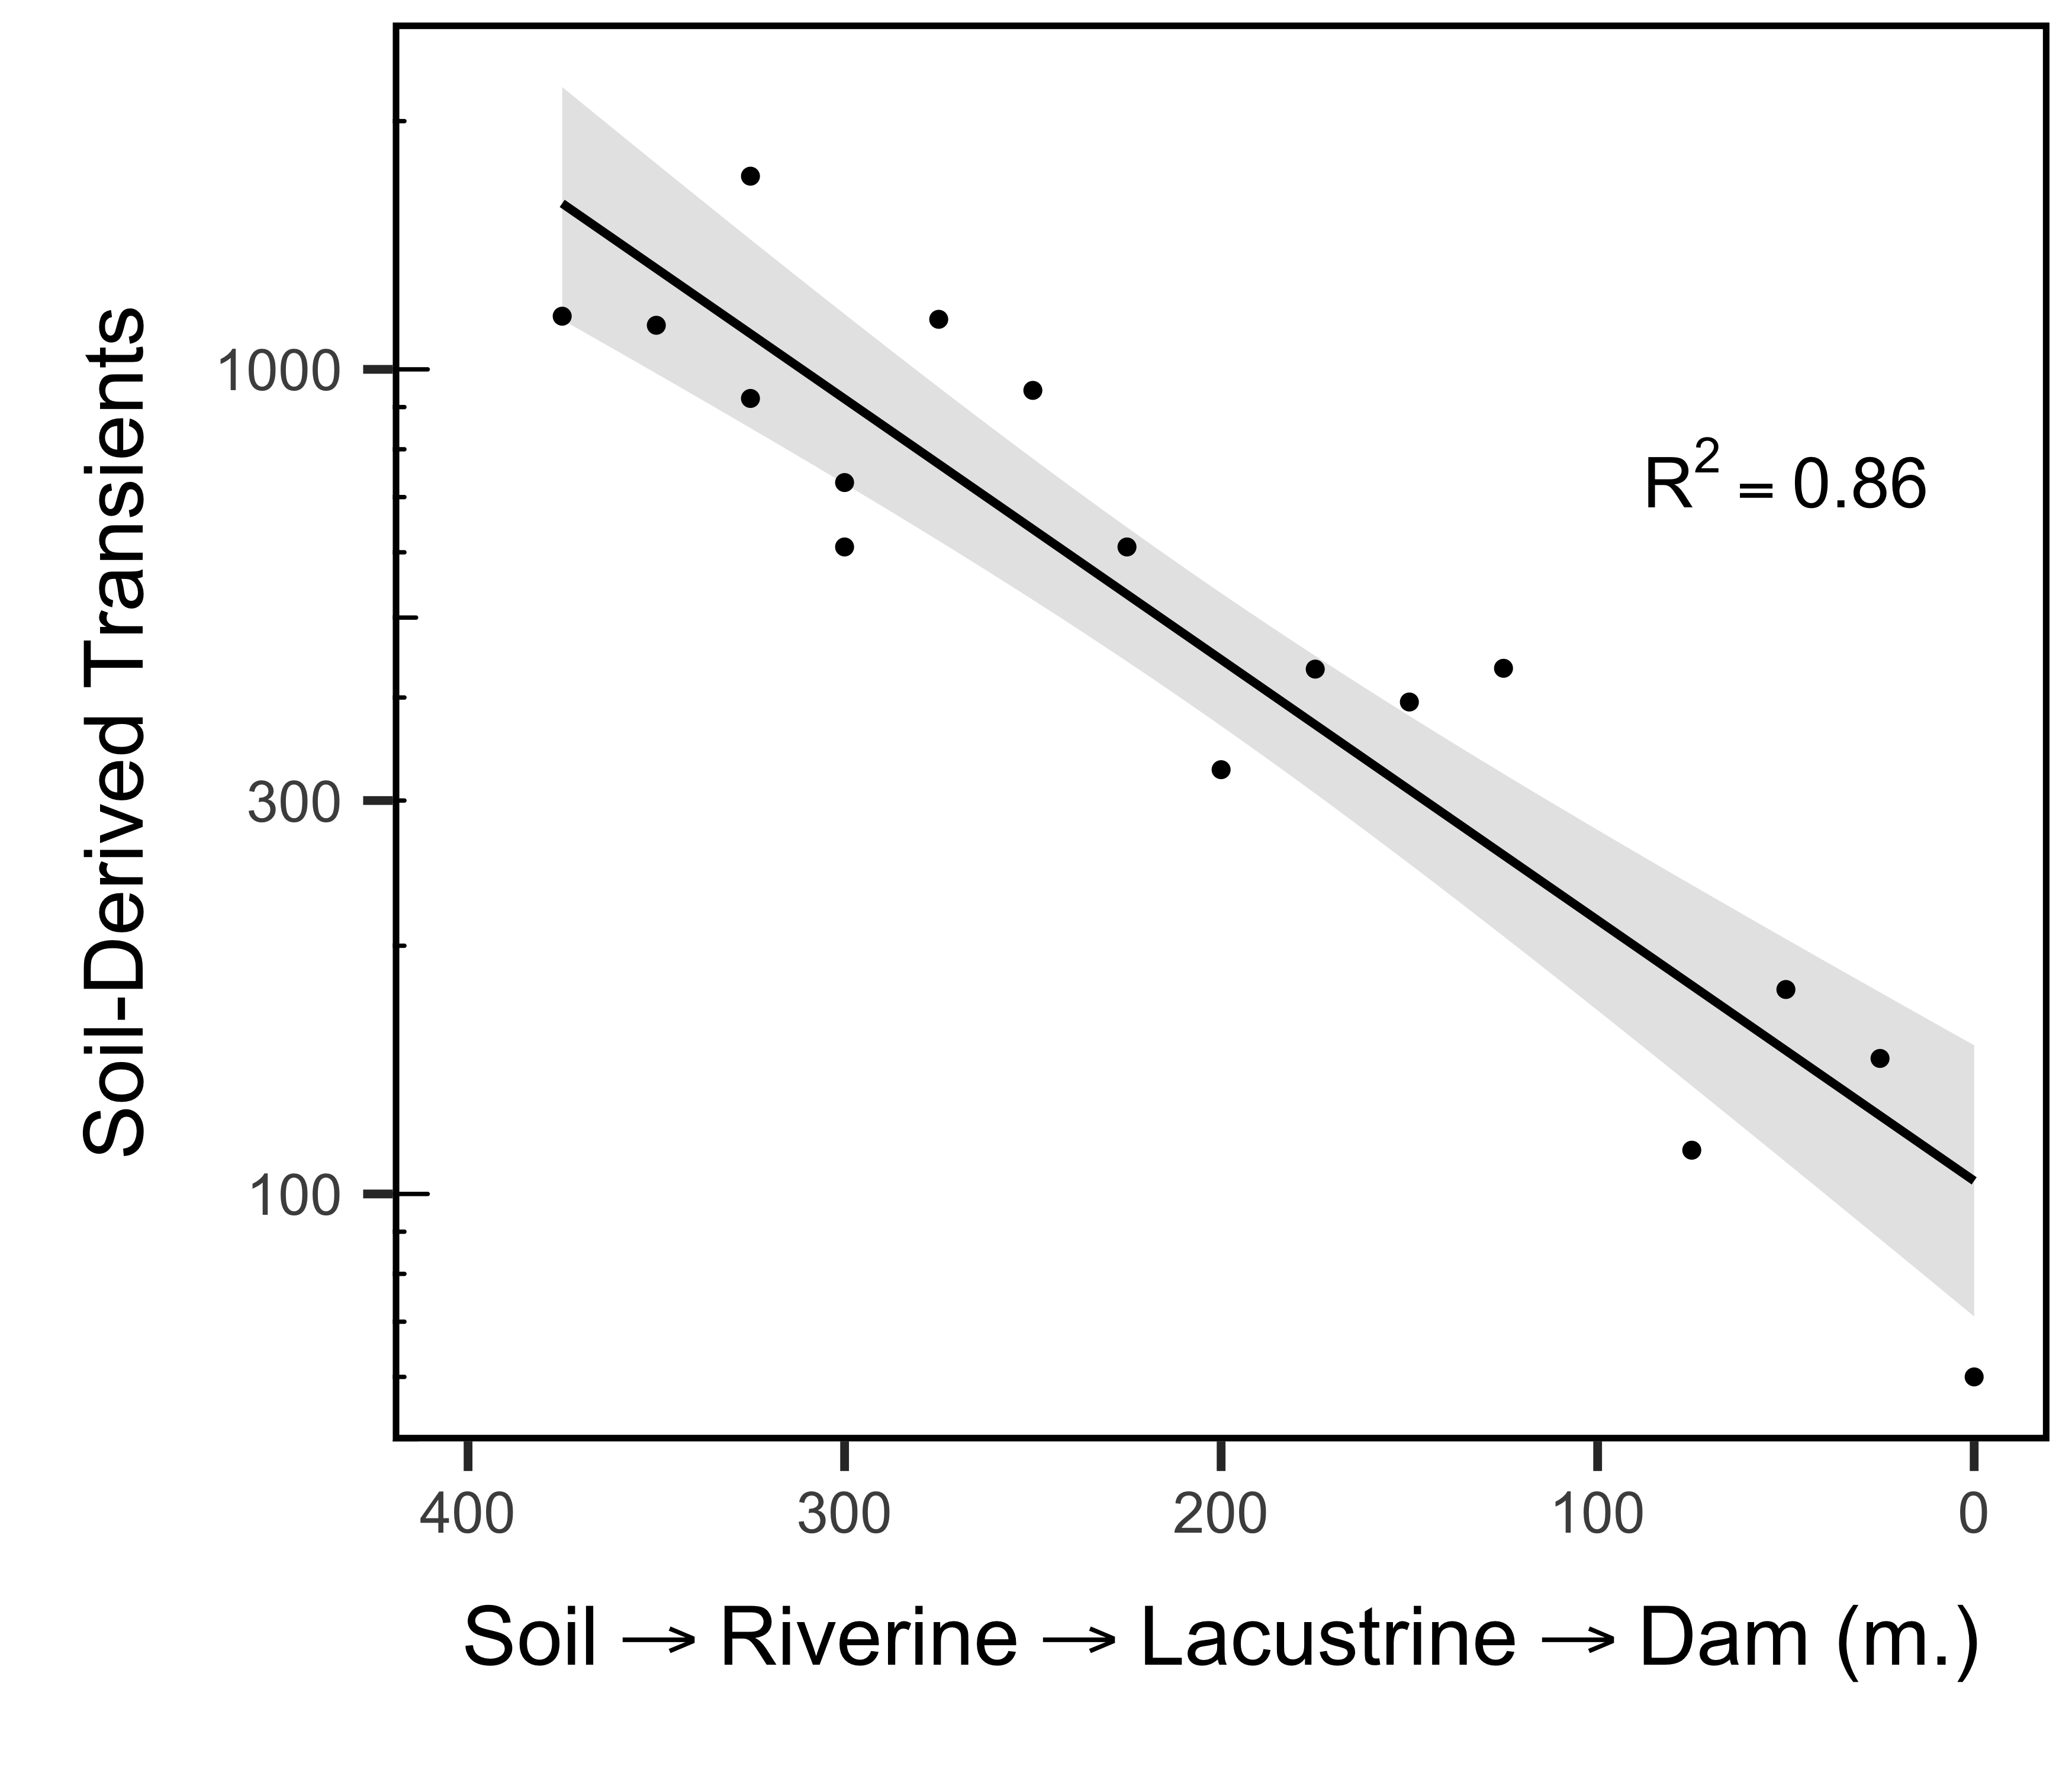 Soil-Derived Transients
1000
300
100
R² = 0.86
400 300 200 100 0
Soil → Riverine → Lacustrine → Dam (m.)